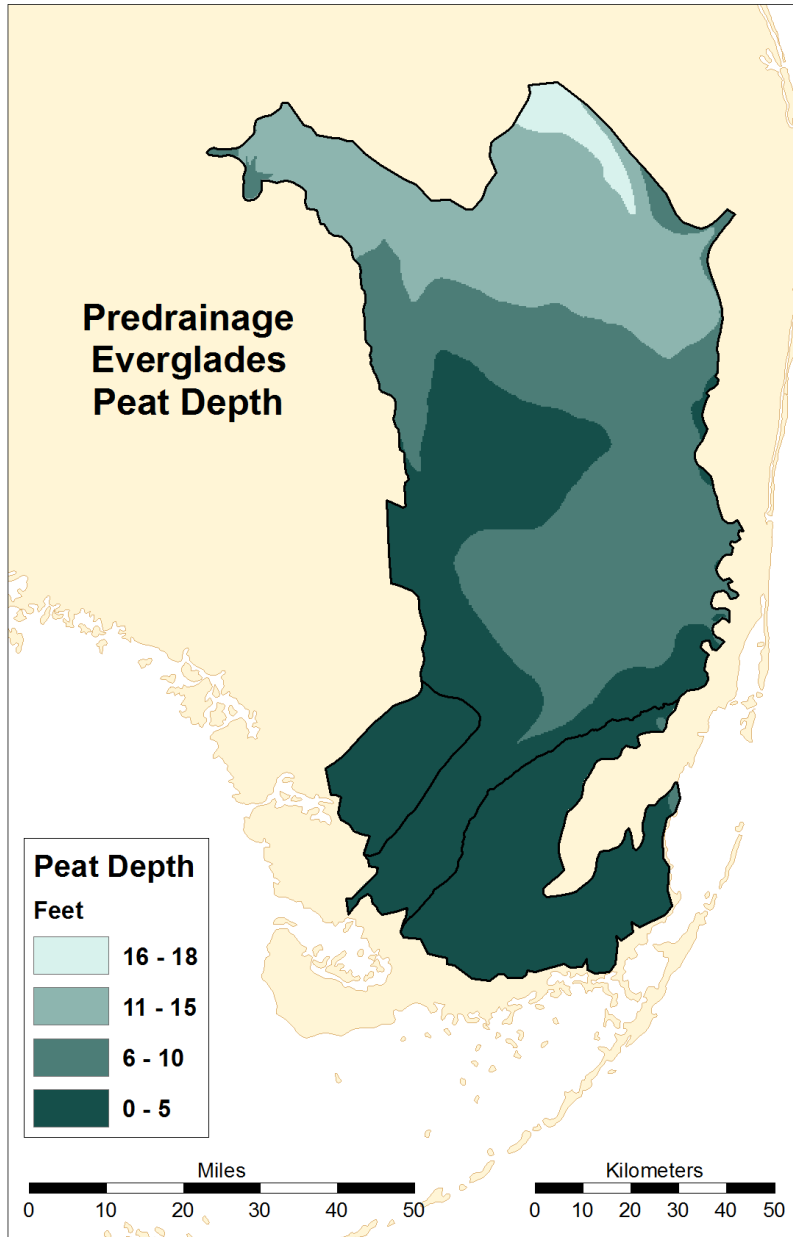 Predrainage
Everglades
Peat Depth
Peat Depth
Feet
16 - 18
11 - 15
6 - 10
0 - 5
Miles
0 10 20 30 40 50
Kilometers
0 10 20 30 40 50